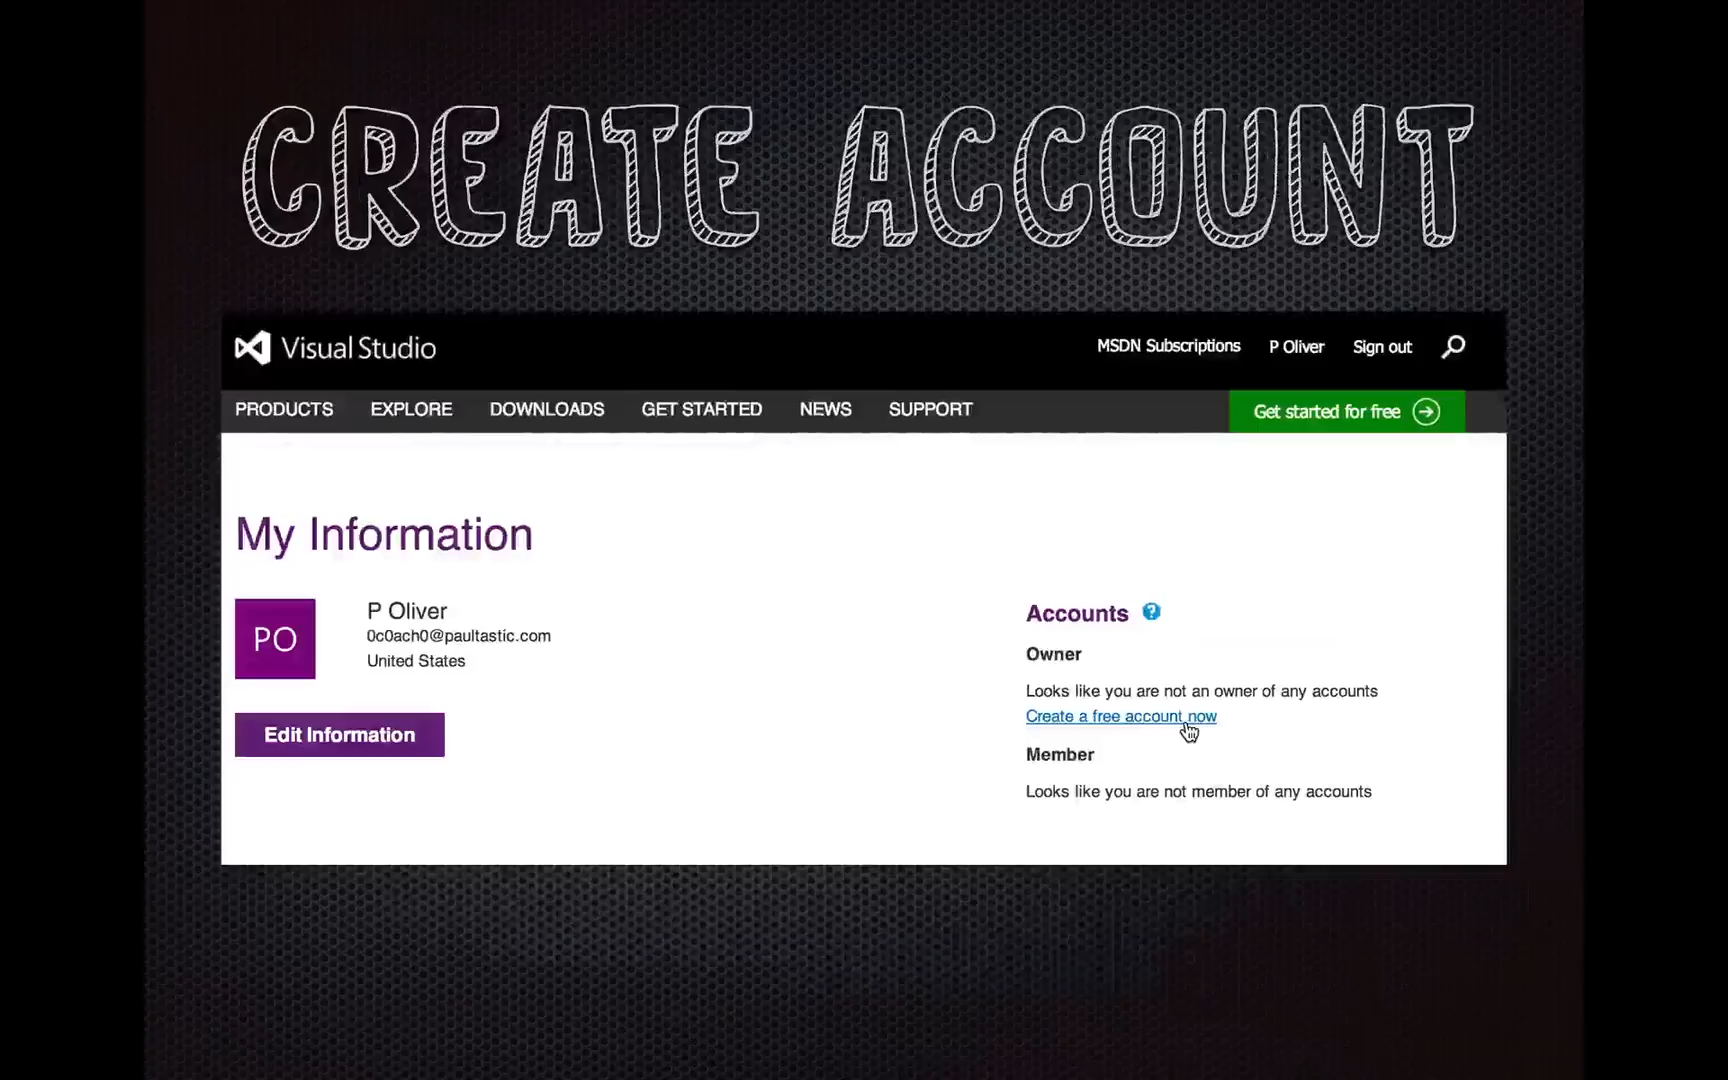 CREATE ACCOUNT
Visual Studio
MSDN Subscriptions P Oliver Sign out
PRODUCTS EXPLORE DOWNLOADS GET STARTED NEWS SUPPORT Get started for free
My Information
PO
P Oliver
0c0ach0@paultastic.com
United States
Edit Information
Accounts ?
Owner
Looks like you are not an owner of any accounts
Create a free account now
Member
Looks like you are not member of any accounts